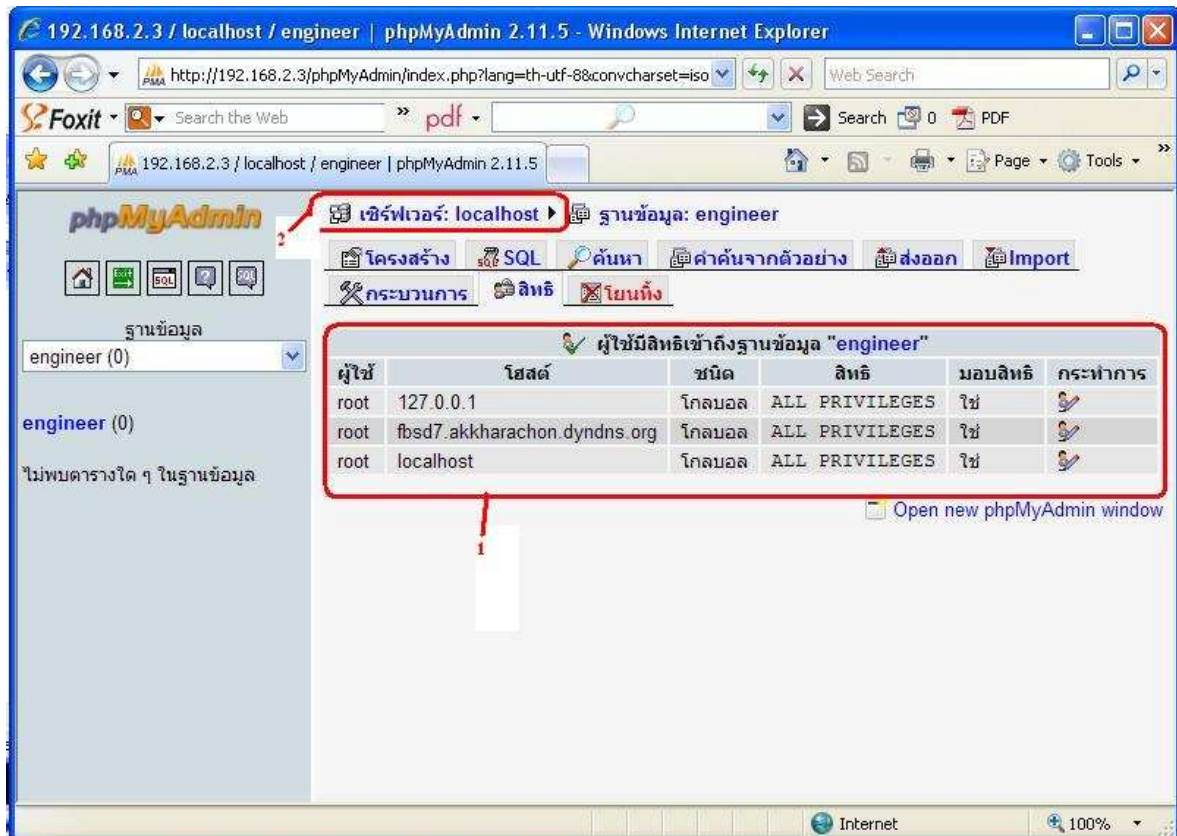 192.168.2.3 / localhost / engineer | phpMyAdmin 2.11.5 - Windows Internet Explorer
PMA http://192.168.2.3/phpMyAdmin/index.php?lang=th-utf-8&convcharset=iso Web Search
Foxit Search the Web » pdf Search 0 PDF
PMA 192.168.2.3 / localhost / engineer | phpMyAdmin 2.11.5 Page Tools »
phpMyAdmin
SQL ? SQL
ฐานข้อมูล
engineer (0)
engineer (0)
ไม่พบตารางใด ๆ ในฐานข้อมูล
2
เซิร์ฟเวอร์: localhost ▶ ฐานข้อมูล: engineer
โครงสร้าง SQL ค้นหา คำค้นจากตัวอย่าง ส่งออก Import
กระบวนการ สิทธิ โยนทิ้ง
ผู้ใช้มีสิทธิเข้าถึงฐานข้อมูล "engineer"
ผู้ใช้ โฮสต์ ชนิด สิทธิ มอบสิทธิ กระทำการ
root 127.0.0.1 โกลบอล ALL PRIVILEGES ใช่
root fbsd7.akkharachon.dyndns.org โกลบอล ALL PRIVILEGES ใช่
root localhost โกลบอล ALL PRIVILEGES ใช่
Open new phpMyAdmin window
1
Internet 100%